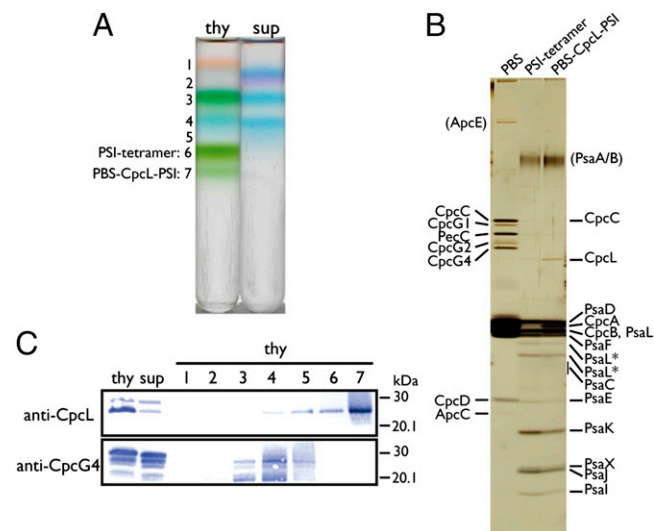 A
thy sup
1
2
3
4
5
PSI-tetramer: 6
PBS-CpcL-PSI: 7
B
PBS
PSI-tetramer
PBS-CpcL-PSI
(ApcE)
(PsaA/B)
CpcC
CpcG1
PecC
CpcG2
CpcG4
CpcC
CpcL
PsaD
CpcA
CpcB, PsaL
PsaF
PsaL*
PsaL*
PsaC
CpcD
ApcC
PsaE
PsaK
PsaX
PsaJ
PsaI
C
thy
thy sup 1 2 3 4 5 6 7 kDa
anti-CpcL
30
20.1
anti-CpcG4
30
20.1